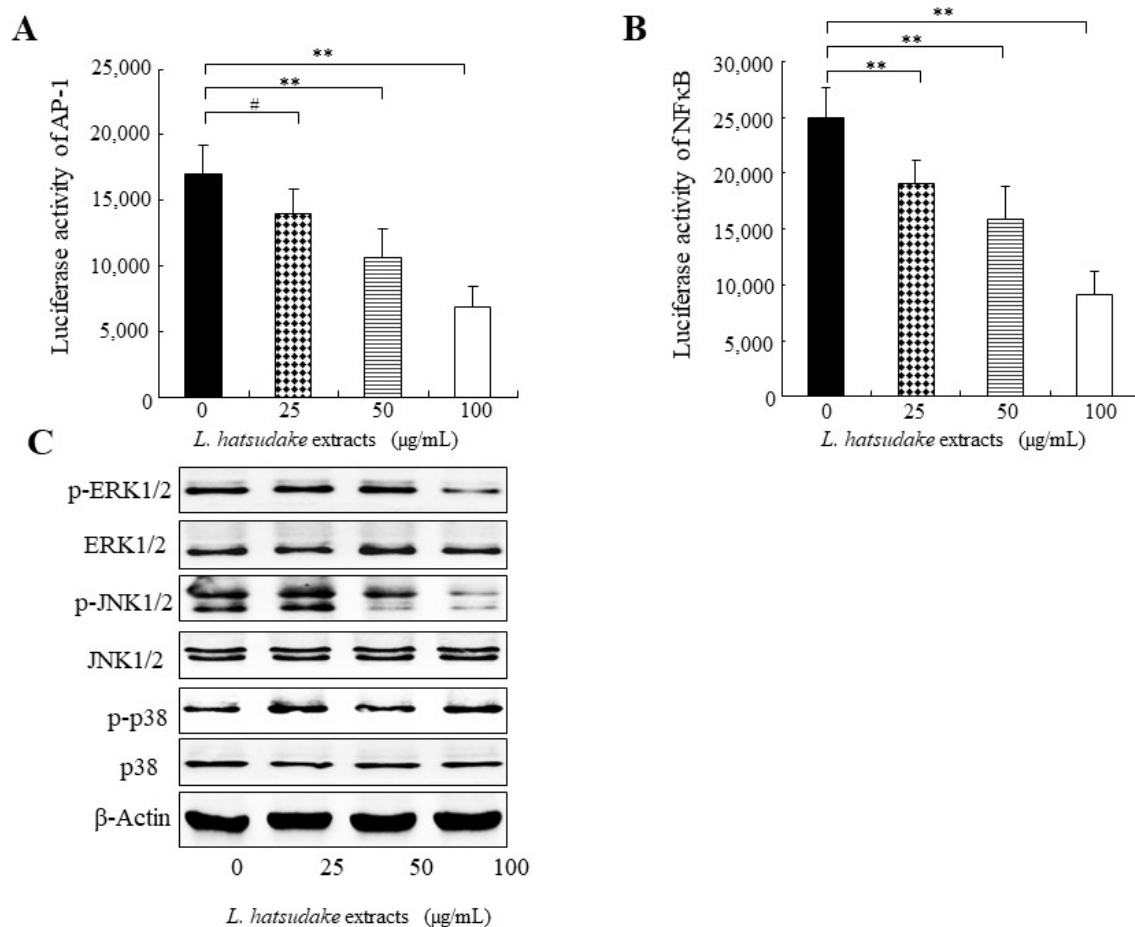 A
**
**
#
25,000
20,000
15,000
10,000
5,000
0
Luciferase activity of AP-1
0 25 50 100
L. hatsudake extracts (μg/mL)
B
**
**
**
30,000
25,000
20,000
15,000
10,000
5,000
0
Luciferase activity of NFκB
0 25 50 100
L. hatsudake extracts (μg/mL)
C
p-ERK1/2
ERK1/2
p-JNK1/2
JNK1/2
p-p38
p38
β-Actin
0 25 50 100
L. hatsudake extracts (μg/mL)